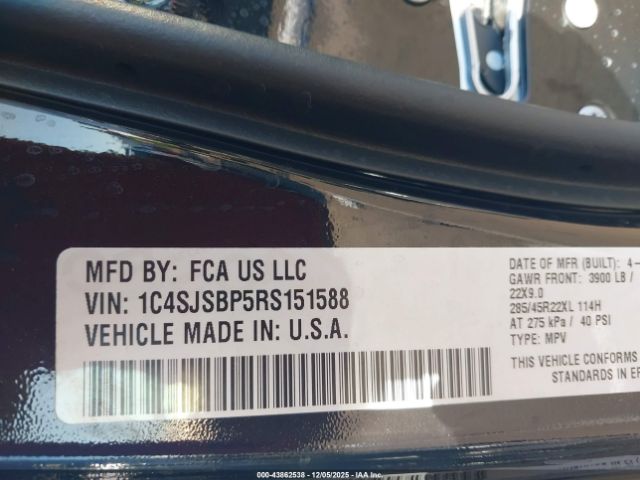 MFD BY: FCA US LLC
VIN: 1C4SJSBP5RS151588
VEHICLE MADE IN: U.S.A.
DATE OF MFR (BUILT): 4-
GAWR FRONT: 3900 LB /
22X9.0
285/45R22XL 114H
AT 275 kPa / 40 PSI
TYPE: MPV
THIS VEHICLE CONFORMS
STANDARDS IN
000-43862538 - 12/05/2025 - IAA Inc.